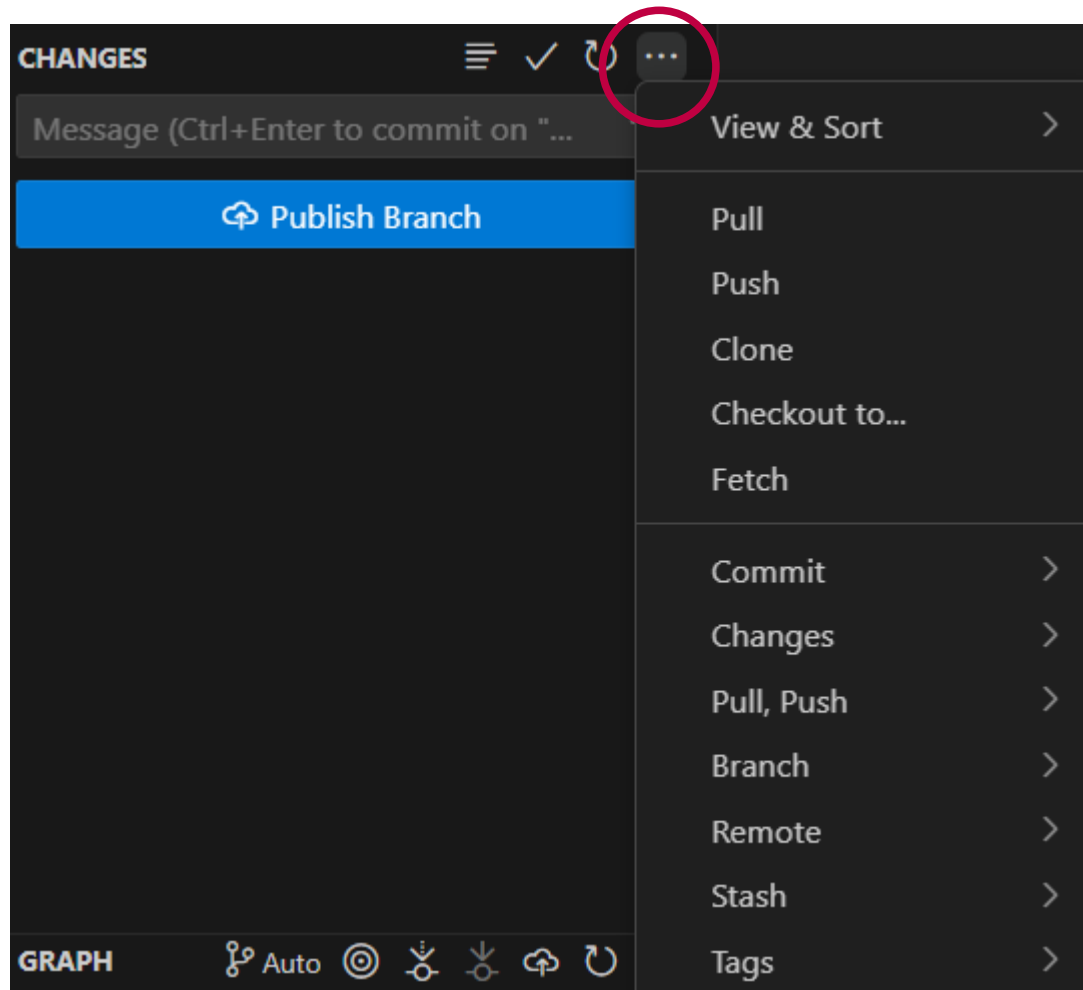 CHANGES
Message (Ctrl+Enter to commit on "...
Publish Branch
View & Sort
Pull
Push
Clone
Checkout to...
Fetch
Commit
Changes
Pull, Push
Branch
Remote
Stash
Tags
GRAPH
Auto